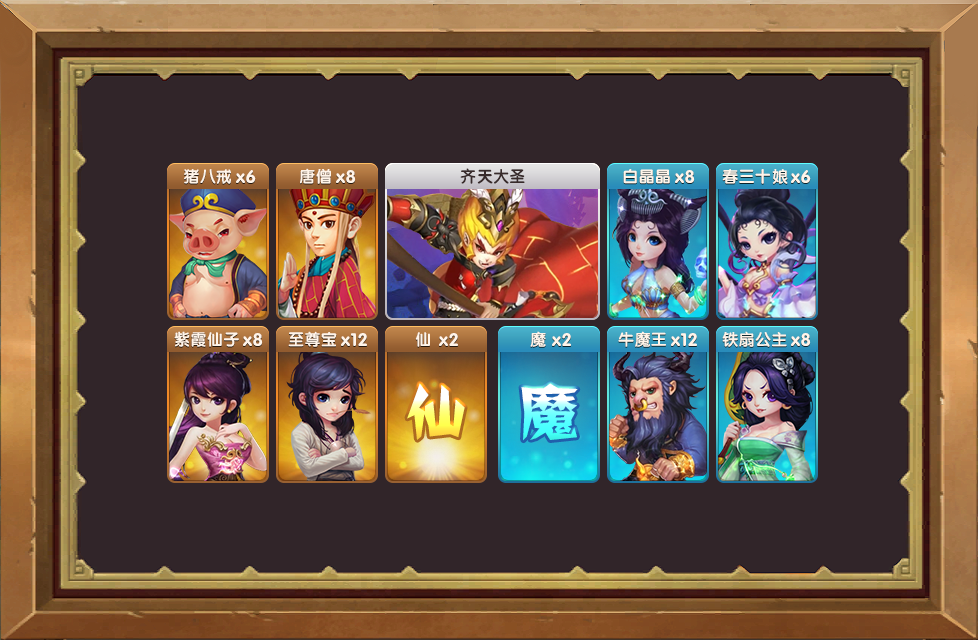 猪八戒 x6
唐僧 x8
齐天大圣
白晶晶 x8
春三十娘 x6
紫霞仙子 x8
至尊宝 x12
仙 x2
魔 x2
牛魔王 x12
铁扇公主 x8
仙
魔